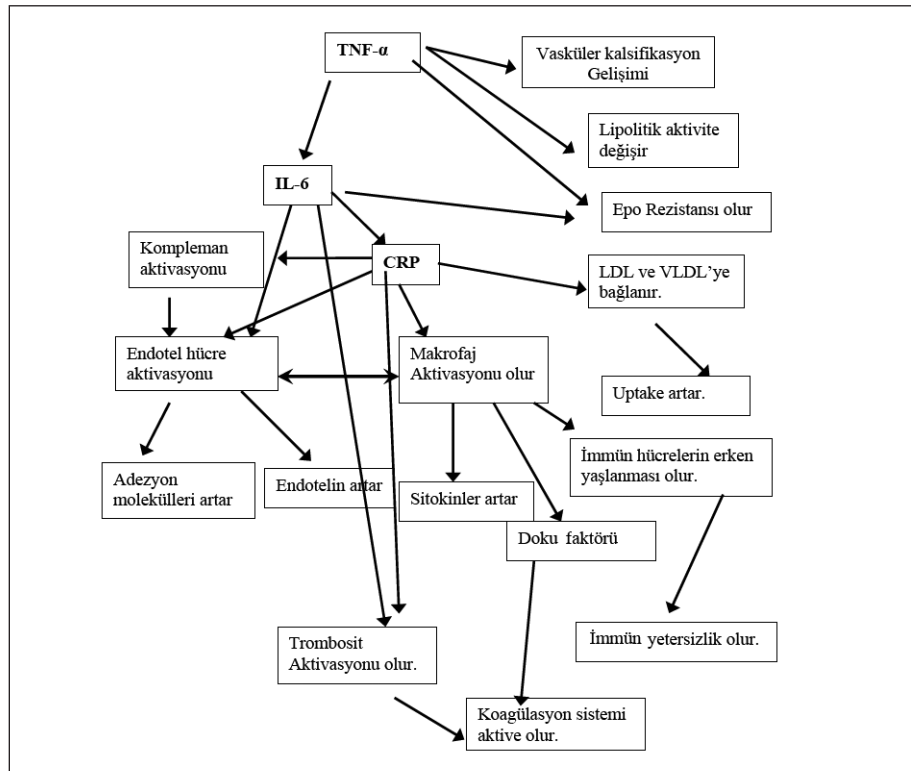 TNF-α
Vasküler kalsifikasyon
Gelişimi
Lipolitik aktivite
değişir
IL-6
Epo Rezistansı olur
Kompleman
aktivasyonu
CRP
LDL ve VLDL’ye
bağlanır.
Endotel hücre
aktivasyonu
Makrofaj
Aktivasyonu olur
Uptake artar.
Adezyon
molekülleri artar
Endotelin artar
Sitokinler artar
İmmün hücrelerin erken
yaşlanması olur.
Doku faktörü
Trombosit
Aktivasyonu olur.
İmmün yetersizlik olur.
Koagülasyon sistemi
aktive olur.